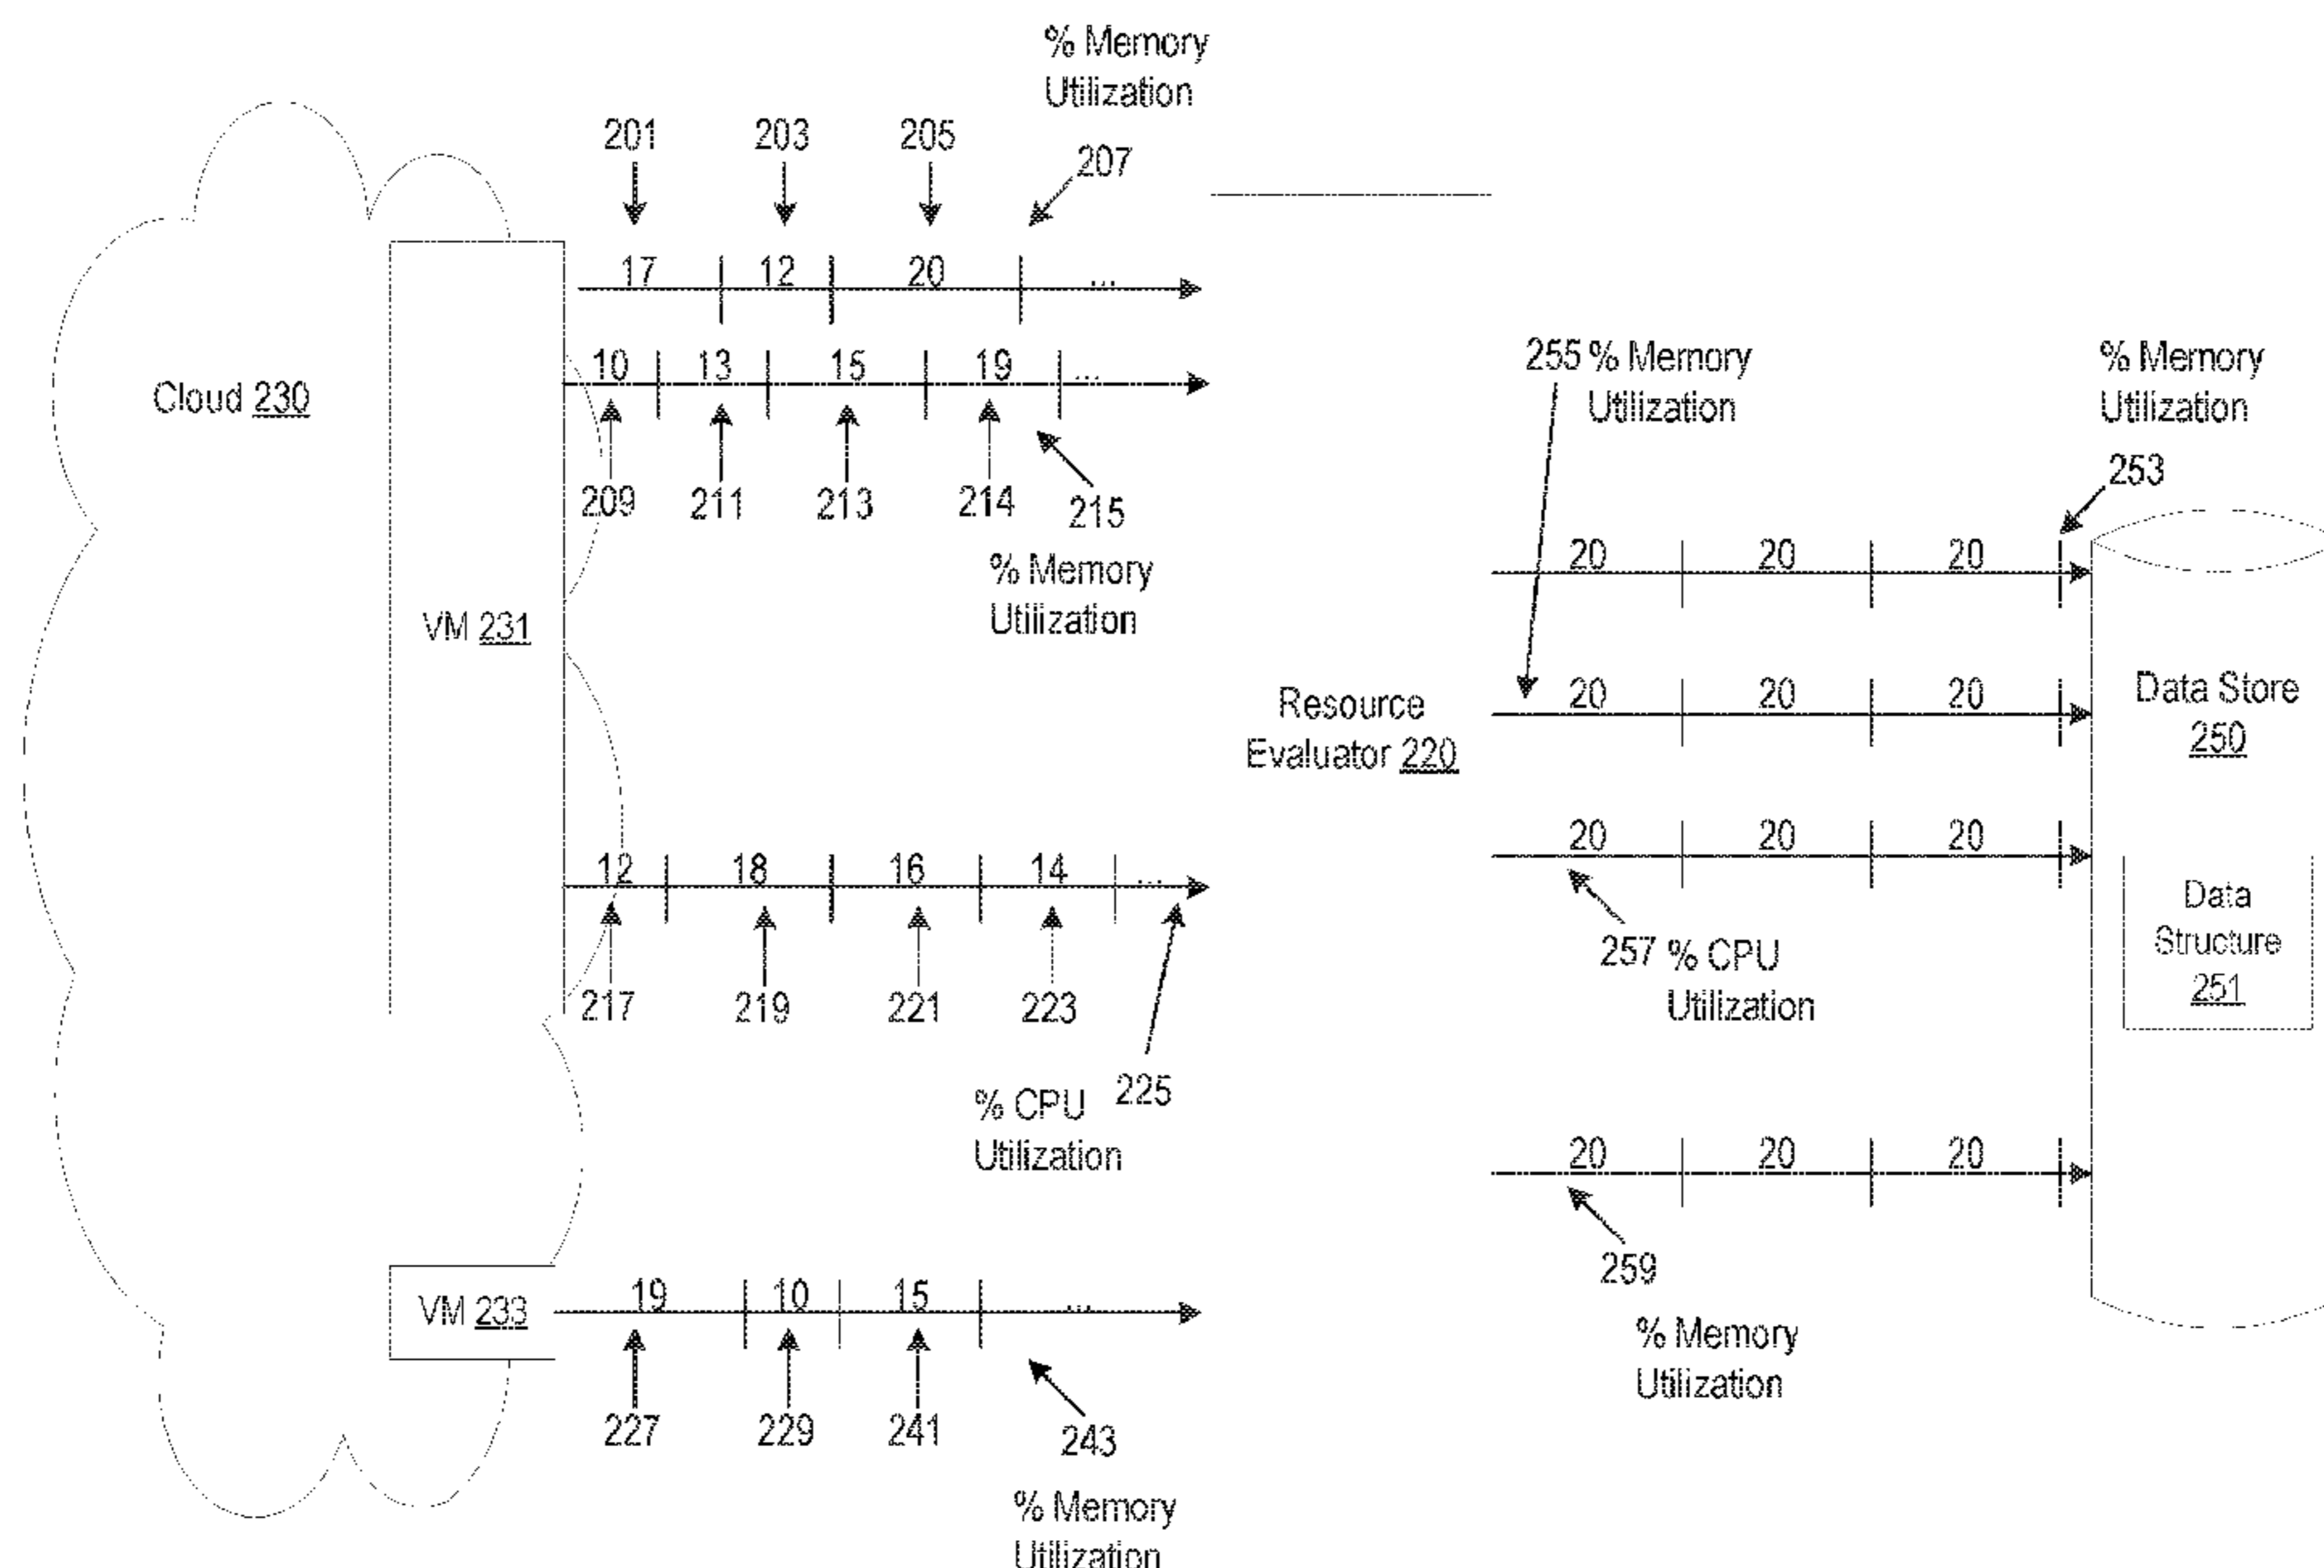 % Memory
Utilization
201
203
205
207
17
12
20
...
10
13
15
19
...
Cloud 230
209
211
213
214
215
% Memory
Utilization
VM 231
255 % Memory
Utilization
% Memory
Utilization
253
20
20
20
Resource
Evaluator 220
20
20
20
Data Store
250
20
20
20
12
18
16
14
...
Data
Structure
251
217
219
221
223
257 % CPU
Utilization
225
% CPU
Utilization
20
20
20
259
VM 233
19
10
15
...
% Memory
Utilization
227
229
241
243
% Memory
Utilization